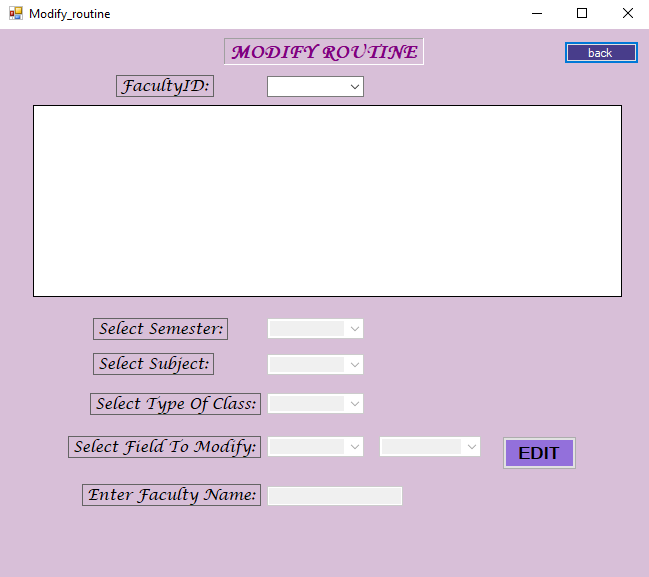 Modify_routine
MODIFY ROUTINE
back
FacultyID:
Select Semester:
Select Subject:
Select Type Of Class:
Select Field To Modify:
EDIT
Enter Faculty Name: